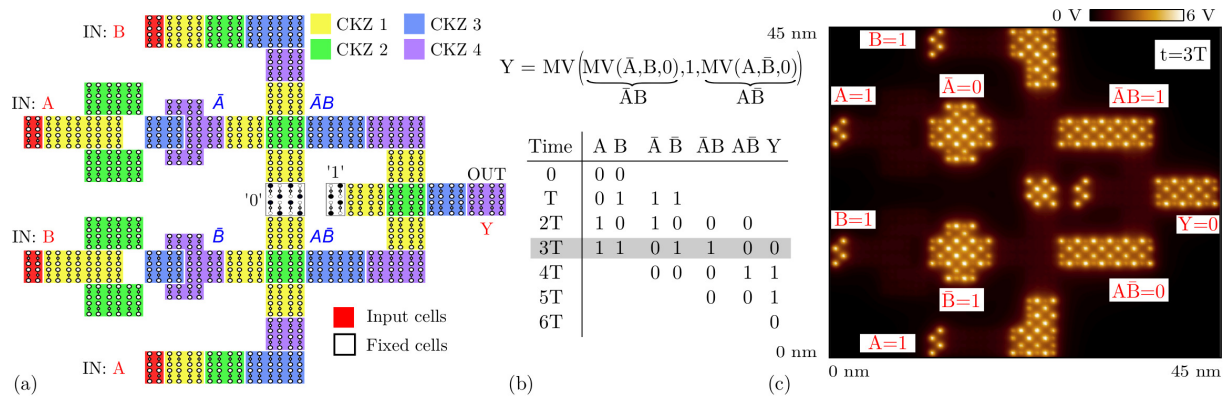 IN: B
CKZ 1
CKZ 3
CKZ 2
CKZ 4
IN: A
Ā
ĀB
'0'
'1'
OUT
Y
IN: B
B̄
AB̄
Input cells
Fixed cells
IN: A
(a)
Y = MV(MV(Ā,B,0),1,MV(A,B̄,0))
ĀB AB̄
Time A B Ā B̄ ĀB AB̄ Y
0 0 0
T 0 1 1 1
2T 1 0 1 0 0 0
3T 1 1 0 1 1 0 0
4T 0 0 0 1 1
5T 0 0 1
6T 0
(b)
0 V 6 V
45 nm
B=1
t=3T
A=1
Ā=0
ĀB=1
B=1
Y=0
B̄=1
AB̄=0
A=1
0 nm
0 nm 45 nm
(c)